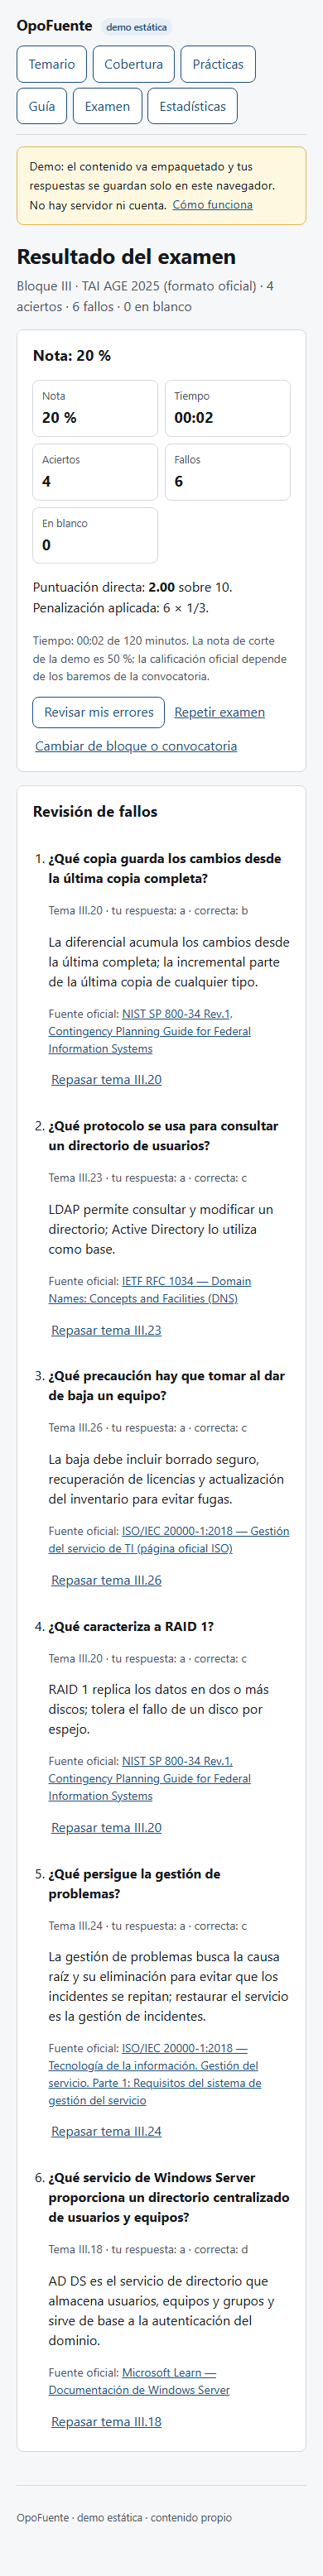 OpoFuente demo estática
Temario Cobertura Prácticas
Guía Examen Estadísticas
Demo: el contenido va empaquetado y tus
respuestas se guardan solo en este navegador.
No hay servidor ni cuenta. Cómo funciona
Resultado del examen
Bloque III · TAI AGE 2025 (formato oficial) · 4
aciertos · 6 fallos · 0 en blanco
Nota: 20 %
Nota Tiempo
20 % 00:02
Aciertos Fallos
4 6
En blanco
0
Puntuación directa: 2.00 sobre 10.
Penalización aplicada: 6 × 1/3.
Tiempo: 00:02 de 120 minutos. La nota de corte
de la demo es 50 %; la calificación oficial depende
de los baremos de la convocatoria.
Revisar mis errores Repetir examen
Cambiar de bloque o convocatoria
Revisión de fallos
1. ¿Qué copia guarda los cambios desde
la última copia completa?
Tema III.20 · tu respuesta: a · correcta: b
La diferencial acumula los cambios desde
la última completa; la incremental parte
de la última copia de cualquier tipo.
Fuente oficial: NIST SP 800-34 Rev.1,
Contingency Planning Guide for Federal
Information Systems
Repasar tema III.20
2. ¿Qué protocolo se usa para consultar
un directorio de usuarios?
Tema III.23 · tu respuesta: a · correcta: c
LDAP permite consultar y modificar un
directorio; Active Directory lo utiliza
como base.
Fuente oficial: IETF RFC 1034 — Domain
Names: Concepts and Facilities (DNS)
Repasar tema III.23
3. ¿Qué precaución hay que tomar al dar
de baja un equipo?
Tema III.26 · tu respuesta: a · correcta: c
La baja debe incluir borrado seguro,
recuperación de licencias y actualización
del inventario para evitar fugas.
Fuente oficial: ISO/IEC 20000-1:2018 — Gestión
del servicio de TI (página oficial ISO)
Repasar tema III.26
4. ¿Qué caracteriza a RAID 1?
Tema III.20 · tu respuesta: a · correcta: c
RAID 1 replica los datos en dos o más
discos; tolera el fallo de un disco por
espejo.
Fuente oficial: NIST SP 800-34 Rev.1,
Contingency Planning Guide for Federal
Information Systems
Repasar tema III.20
5. ¿Qué persigue la gestión de
problemas?
Tema III.24 · tu respuesta: a · correcta: c
La gestión de problemas busca la causa
raíz y su eliminación para evitar que los
incidentes se repitan; restaurar el servicio
es la gestión de incidentes.
Fuente oficial: ISO/IEC 20000-1:2018 —
Tecnología de la información. Gestión del
servicio. Parte 1: Requisitos del sistema de
gestión del servicio
Repasar tema III.24
6. ¿Qué servicio de Windows Server
proporciona un directorio centralizado
de usuarios y equipos?
Tema III.18 · tu respuesta: a · correcta: d
AD DS es el servicio de directorio que
almacena usuarios, equipos y grupos y
sirve de base a la autenticación del
dominio.
Fuente oficial: Microsoft Learn —
Documentación de Windows Server
Repasar tema III.18
OpoFuente · demo estática · contenido propio